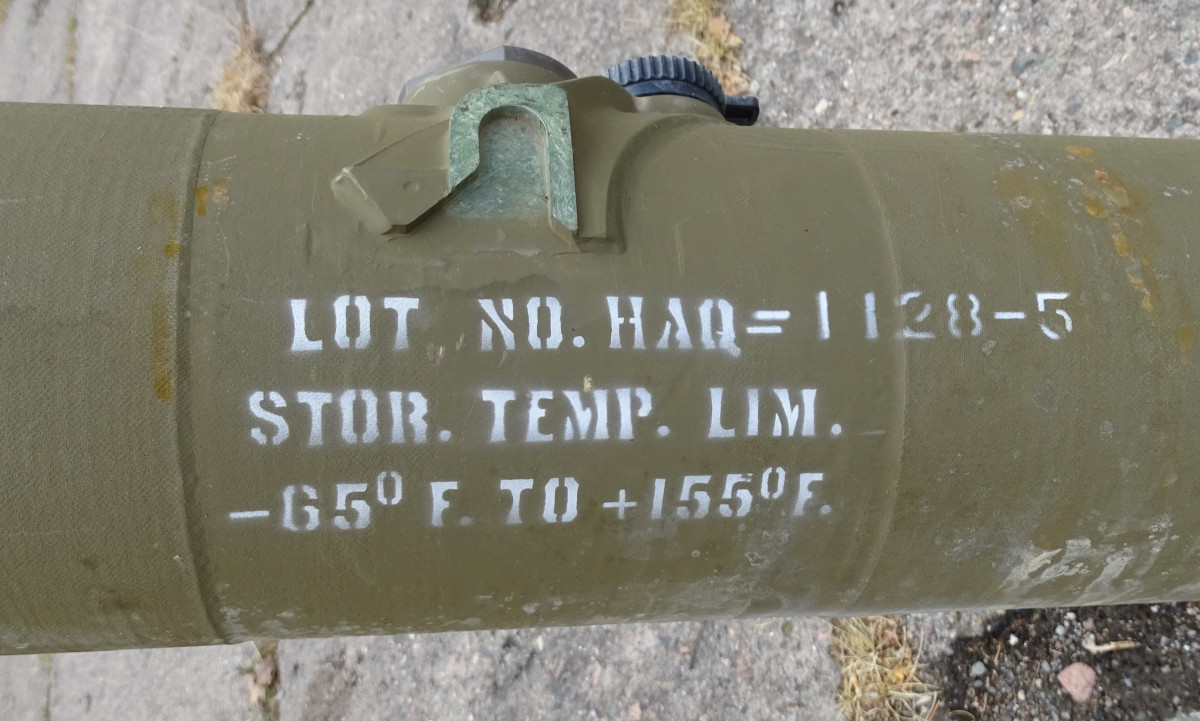 LOT NO. HAQ=1128-5
STOR. TEMP. LIM.
-65° F. TO +155° F.